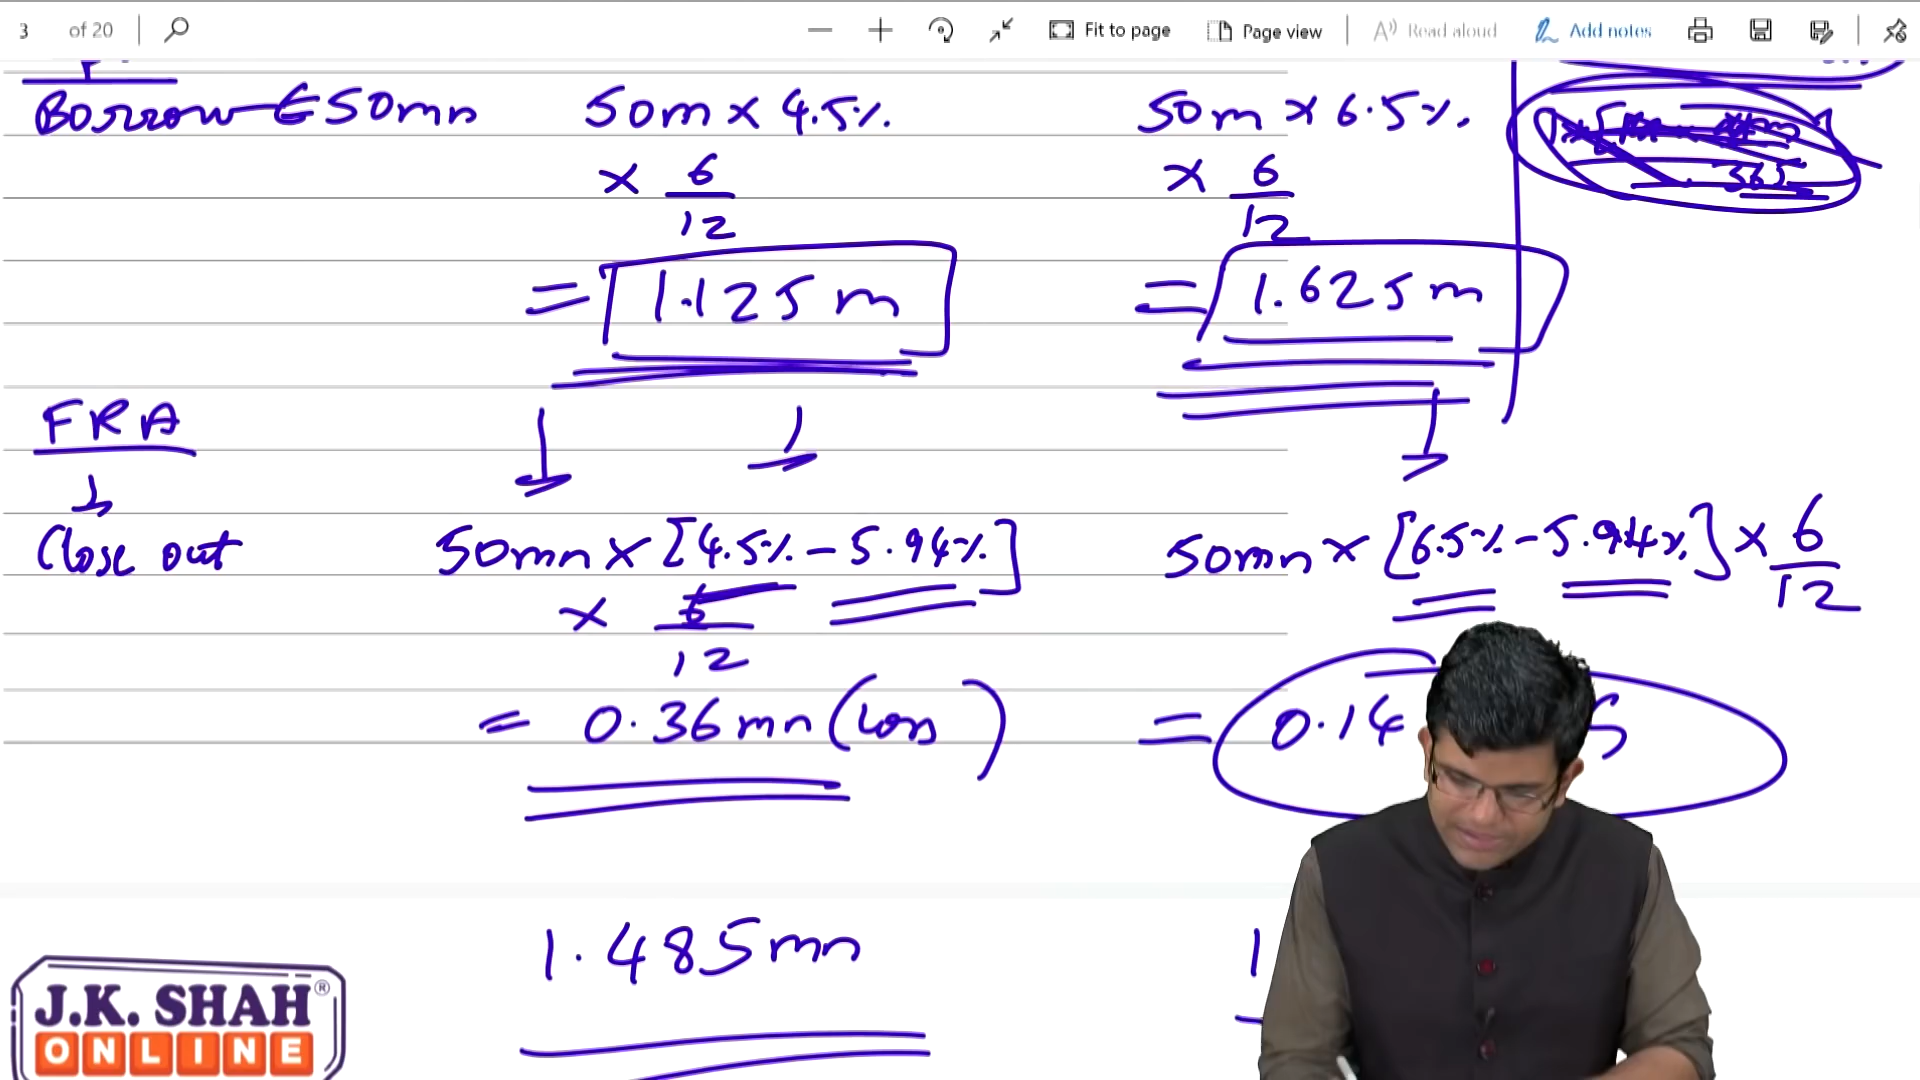 3 of 20 Fit to page Page view Read aloud Add notes
Borrow € 50mn 50m x 4.5% 50m x 6.5%.
x 6/12 x 6/12
= 1.125 m = 1.625 m
FRA
Close out 50mn x [4.5% - 5.94%] 50mn x [6.5% - 5.94%] x 6/12
x 6/12
= 0.36 mn (Loss) = 0.14
1.485 mn 1
J.K. SHAH®
ONLINE